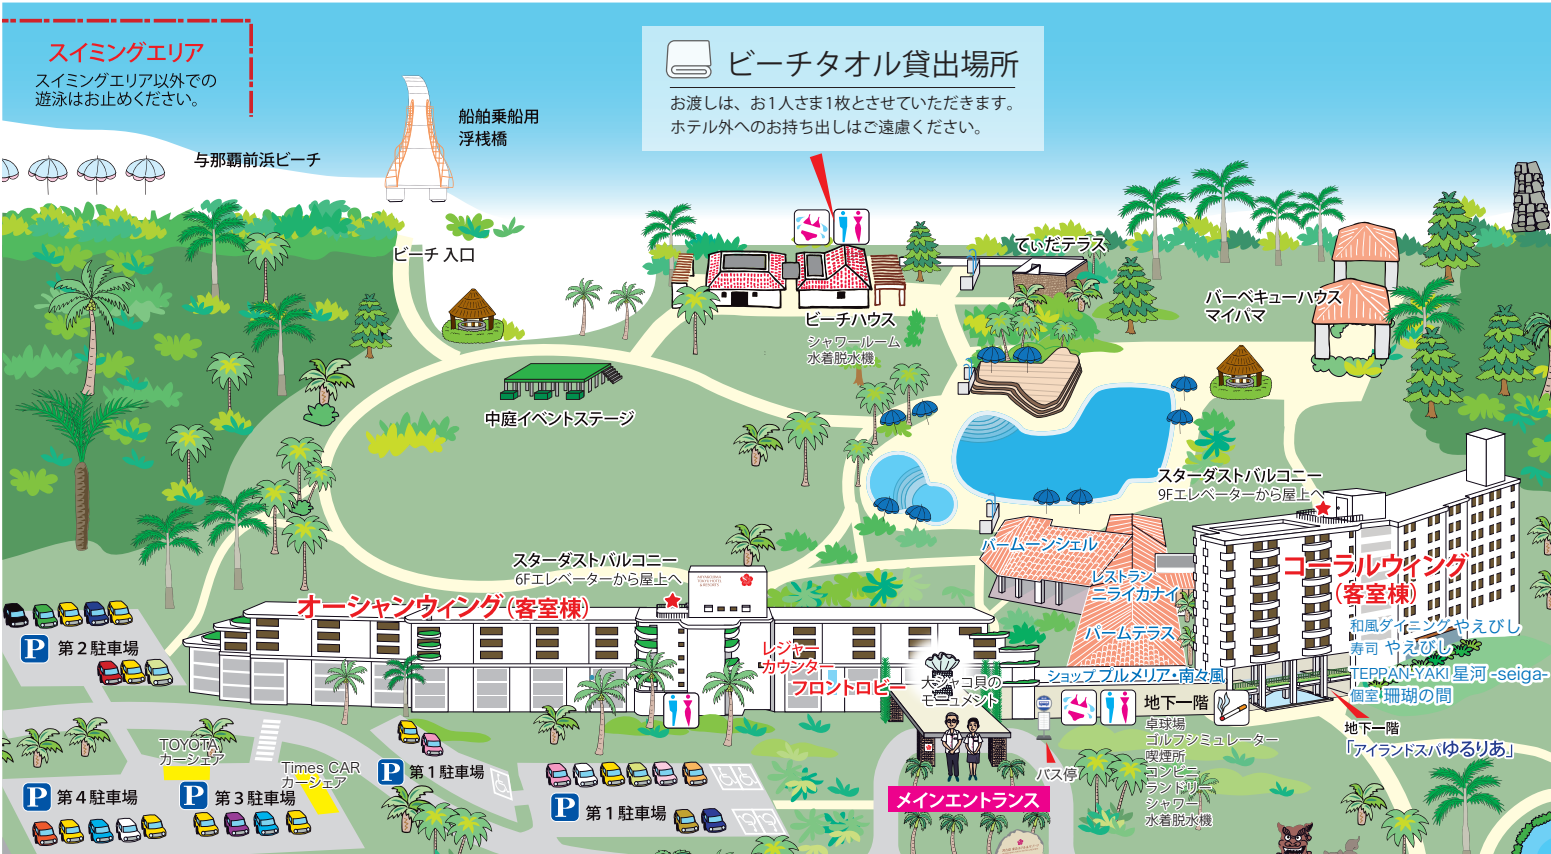 スイミングエリア
スイミングエリア以外での
遊泳はお止めください。
ビーチタオル貸出場所
お渡しは、お1人さま1枚とさせていただきます。
ホテル外へのお持ち出しはご遠慮ください。
船舶乗船用
浮桟橋
与那覇前浜ビーチ
ビーチ 入口
てぃだテラス
バーベキューハウス
マイパマ
ビーチハウス
シャワールーム
水着脱水機
中庭イベントステージ
スターダストバルコニー
9Fエレベーターから屋上へ
スターダストバルコニー
6Fエレベーターから屋上へ
バームーンシェル
レストラン
ニライカナイ
パームテラス
コーラルウィング
(客室棟)
オーシャンウィング(客室棟)
和風ダイニング やえびし
寿司 やえびし
TEPPAN-YAKI 星河 -seiga-
個室 珊瑚の間
レジャー
カウンター
フロントロビー
大シャコ貝の
モニュメント
ショップ プルメリア・南々風
地下一階
卓球場
ゴルフシミュレーター
喫煙所
コンビニ
ランドリー
シャワー
水着脱水機
地下一階
「アイランドスパゆるりあ」
バス停
メインエントランス
P 第2駐車場
TOYOTA
カーシェア
Times CAR
カーシェア
P 第1駐車場
P 第4駐車場
P 第3駐車場
P 第1駐車場